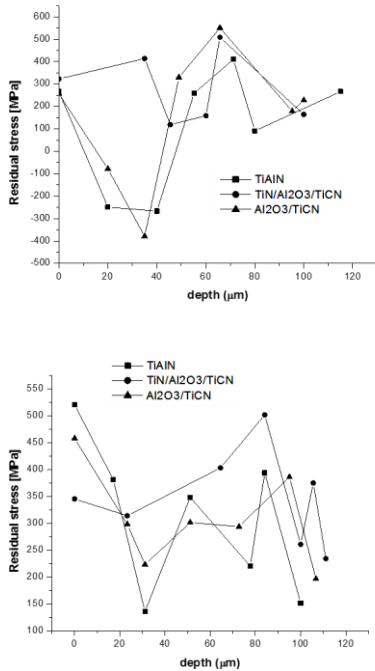 600
500
400
300
200
100
0
-100
-200
-300
-400
-500
Residual stress [MPa]
TiAlN
TiN/Al2O3/TiCN
Al2O3/TiCN
0 20 40 60 80 100 120
depth (μm)
TiAlN
TiN/Al2O3/TiCN
Al2O3/TiCN
550
500
450
400
350
300
250
200
150
100
Residual stress [MPa]
0 20 40 60 80 100 120
depth (μm)